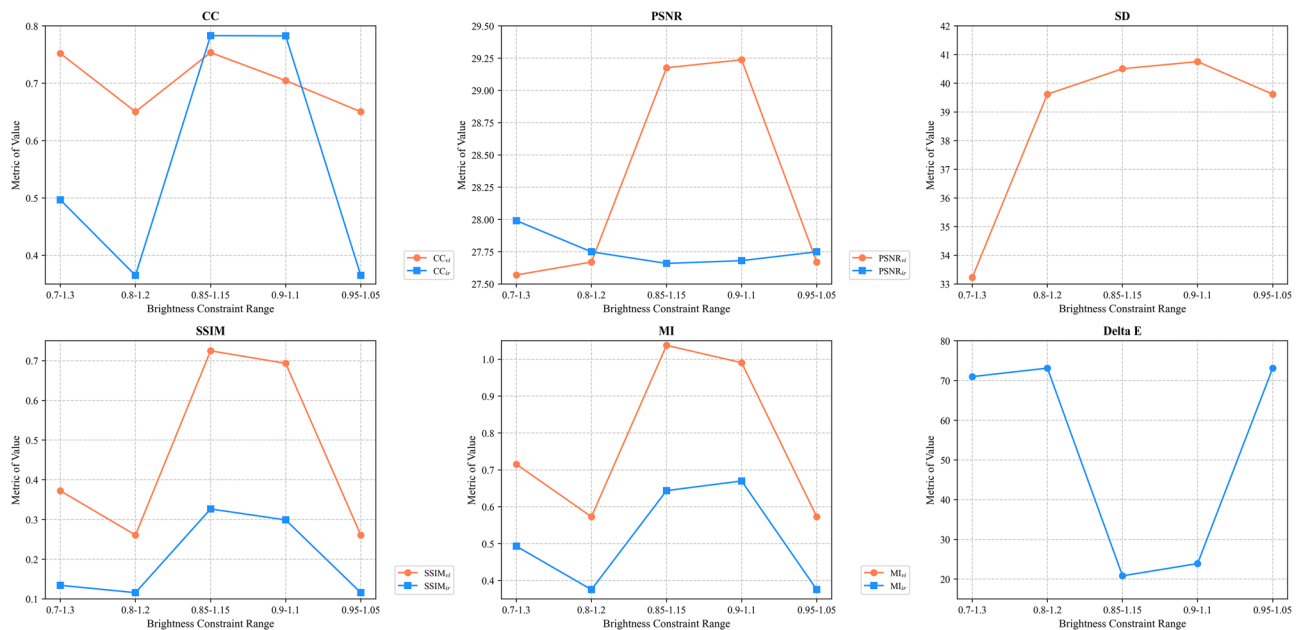 CC
Metric of Value
0.8
0.7
0.6
0.5
0.4
0.7-1.3
0.8-1.2
0.85-1.15
0.9-1.1
0.95-1.05
Brightness Constraint Range
CCvi
CCir
PSNR
Metric of Value
29.50
29.25
29.00
28.75
28.50
28.25
28.00
27.75
27.50
0.7-1.3
0.8-1.2
0.85-1.15
0.9-1.1
0.95-1.05
Brightness Constraint Range
PSNRvi
PSNRir
SD
Metric of Value
42
41
40
39
38
37
36
35
34
33
0.7-1.3
0.8-1.2
0.85-1.15
0.9-1.1
0.95-1.05
Brightness Constraint Range
SSIM
Metric of Value
0.7
0.6
0.5
0.4
0.3
0.2
0.1
0.7-1.3
0.8-1.2
0.85-1.15
0.9-1.1
0.95-1.05
Brightness Constraint Range
SSIMvi
SSIMir
MI
Metric of Value
1.0
0.9
0.8
0.7
0.6
0.5
0.4
0.7-1.3
0.8-1.2
0.85-1.15
0.9-1.1
0.95-1.05
Brightness Constraint Range
MIvi
MIir
Delta E
Metric of Value
80
70
60
50
40
30
20
0.7-1.3
0.8-1.2
0.85-1.15
0.9-1.1
0.95-1.05
Brightness Constraint Range